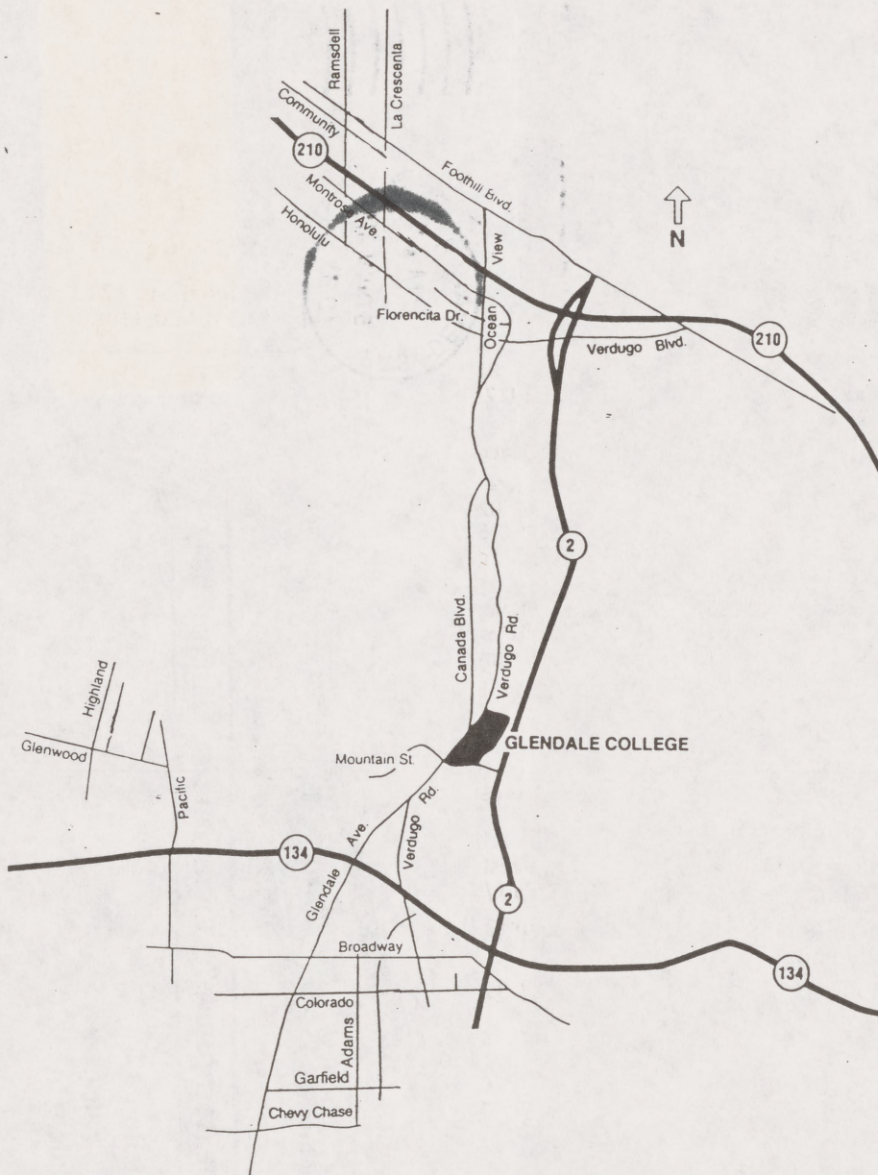 Ramsdell
La Crescenta
Community
210
Foothill Blvd.
Montrose Ave.
Honolulu
View
N
Florencita Dr.
Ocean
Verdugo Blvd.
210
2
Canada Blvd.
Verdugo Rd.
Highland
Glenwood
GLENDALE COLLEGE
Mountain St.
Pacific
Verdugo Rd.
Glendale Ave.
134
2
Broadway
134
Colorado
Adams
Garfield
Chevy Chase